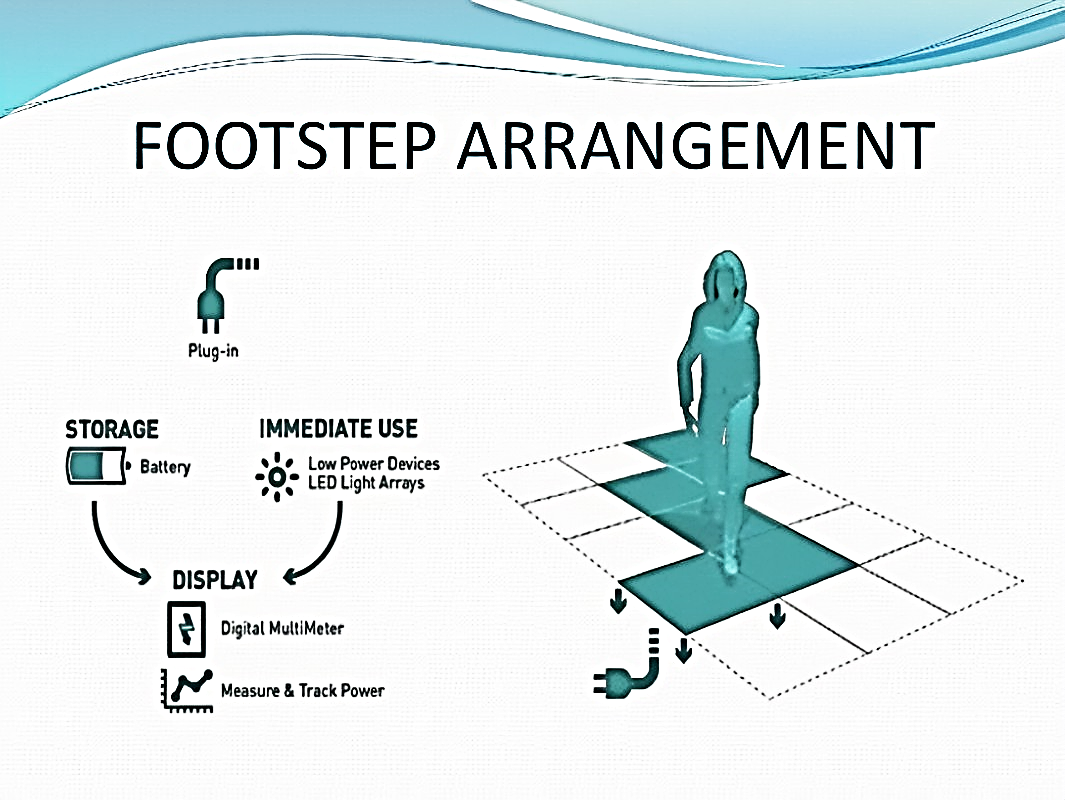 FOOTSTEP ARRANGEMENT
Plug-in
STORAGE
Battery
IMMEDIATE USE
Low Power Devices
LED Light Arrays
DISPLAY
Digital MultiMeter
Measure & Track Power